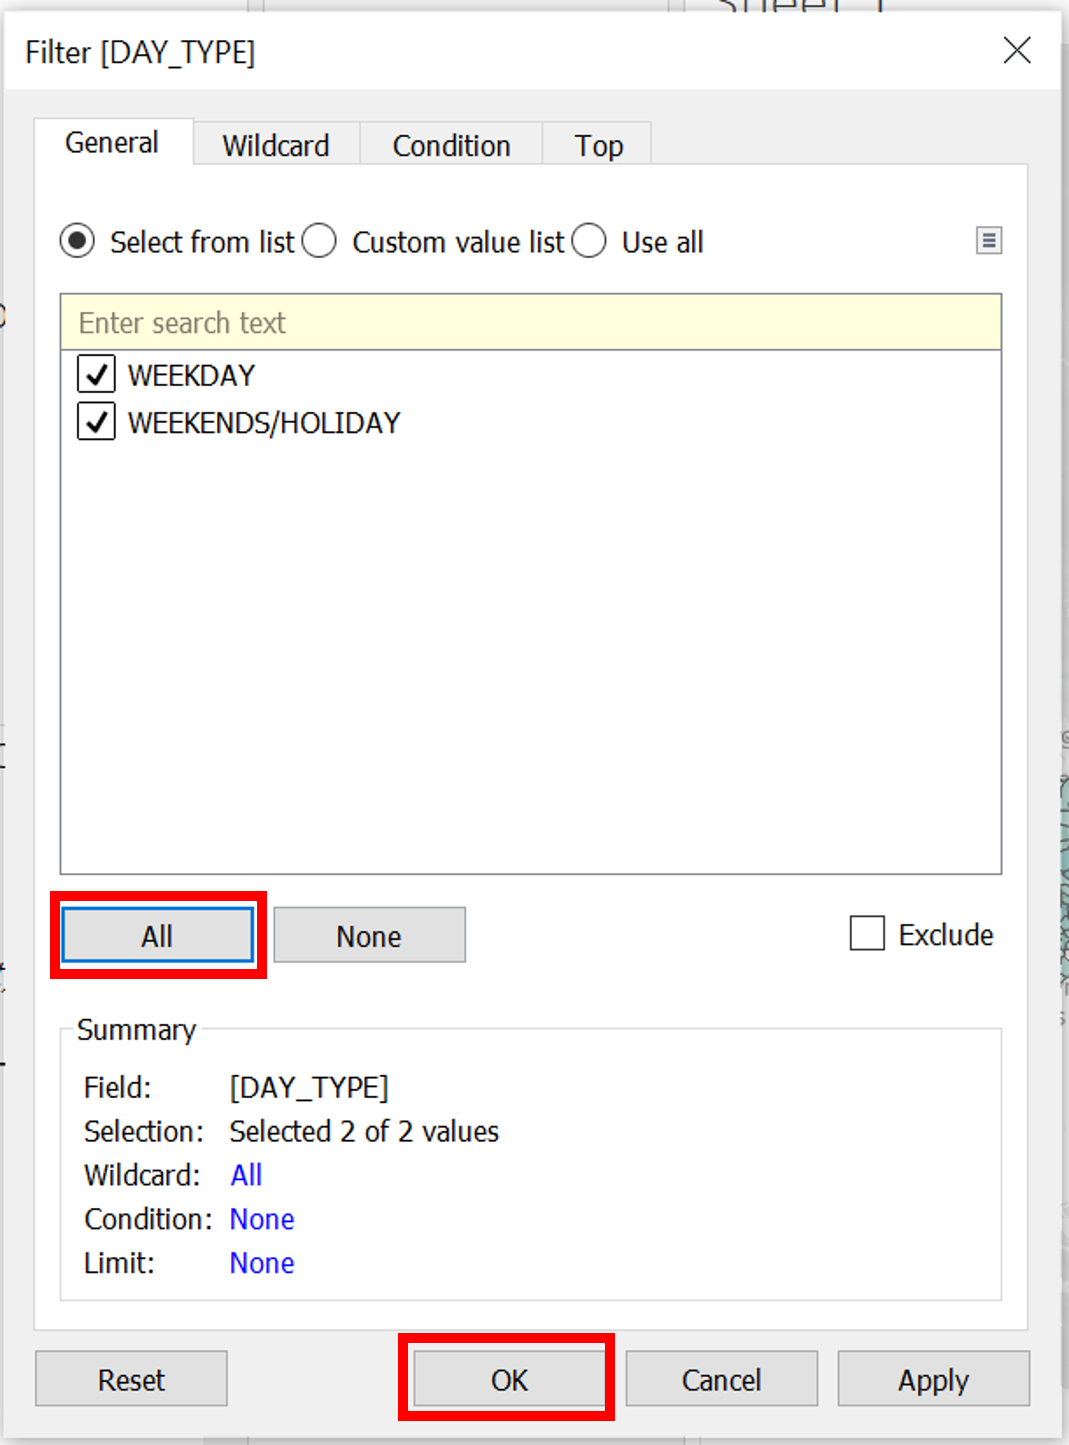 Filter [DAY_TYPE]
General
Wildcard
Condition
Top
Select from list
Custom value list
Use all
Enter search text
WEEKDAY
WEEKENDS/HOLIDAY
All
None
Exclude
Summary
Field: [DAY_TYPE]
Selection: Selected 2 of 2 values
Wildcard: All
Condition: None
Limit: None
Reset
OK
Cancel
Apply